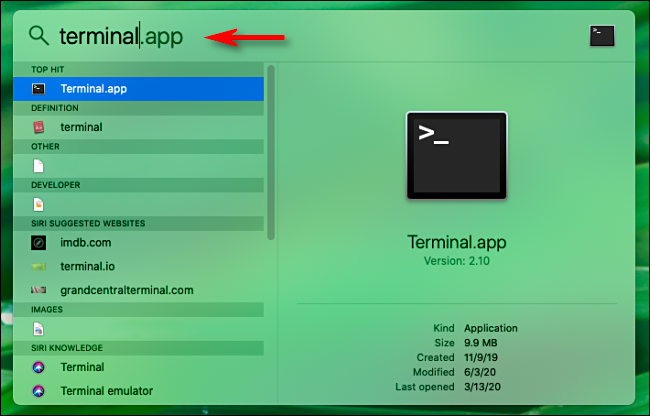 terminal.app
TOP HIT
Terminal.app
DEFINITION
terminal
OTHER
DEVELOPER
SIRI SUGGESTED WEBSITES
imdb.com
terminal.io
grandcentralterminal.com
IMAGES
SIRI KNOWLEDGE
Terminal
Terminal emulator
>_
Terminal.app
Version: 2.10
Kind Application
Size 9.9 MB
Created 11/9/19
Modified 6/3/20
Last opened 3/13/20